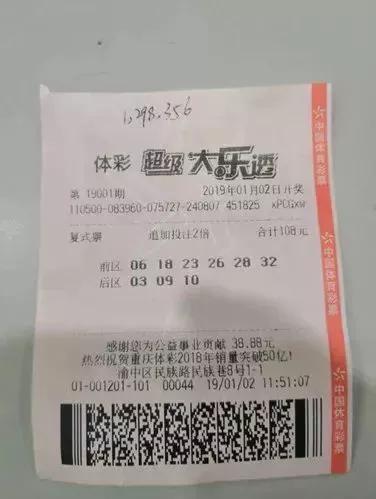 1,298.356
体彩 超级大乐透
第 19001期 2019年01月02日开奖
110500-083960-075727-240807 451825 xPCGxw
复式票 追加投注2倍 合计108元
前区 06 18 23 26 28 32
后区 03 09 10
感谢您为公益事业贡献 38.88元
热烈祝贺重庆体彩2018年销量突破50亿!
渝中区民族路民族巷8号1-1
01-001201-101 00044 19/01/02 11:51:07
中国体育彩票
中国体育彩票
中国体育彩票